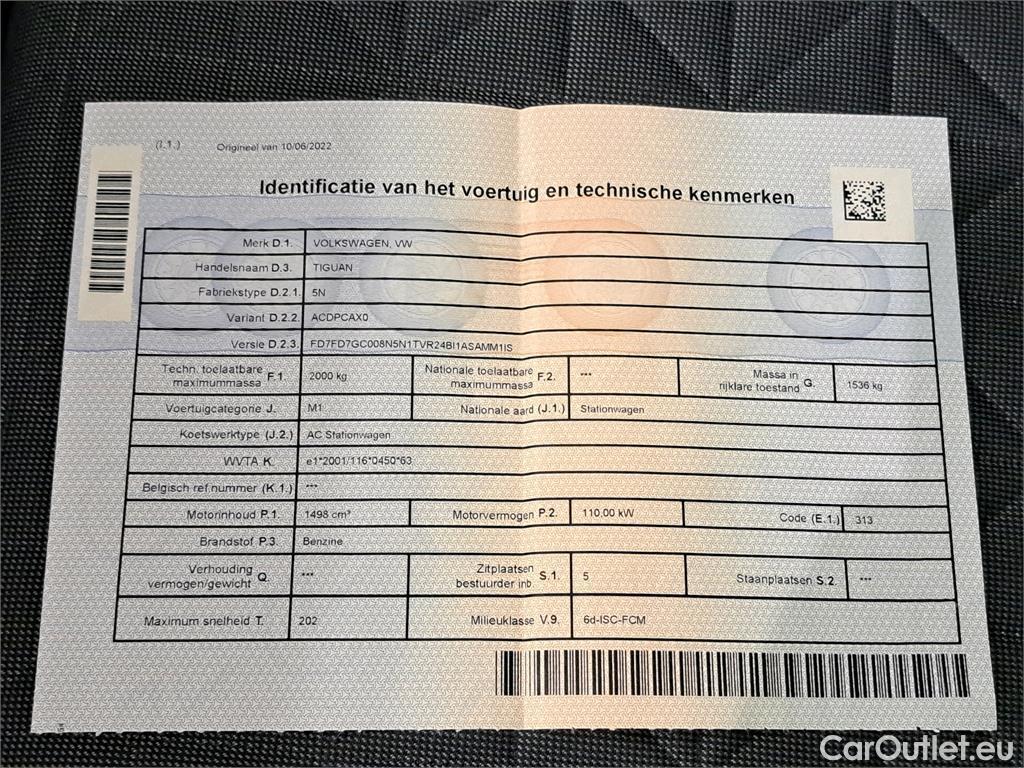 (I.1.) Origineel van 10/06/2022
Identificatie van het voertuig en technische kenmerken
Merk D.1. VOLKSWAGEN, VW
Handelsnaam D.3. TIGUAN
Fabriekstype D.2.1. 5N
Variant D.2.2. ACDPCAX0
Versie D.2.3. FD7FD7GC008N5N1TVR24BI1ASAMM1IS
Techn. toelaatbare maximummassa F.1. 2000 kg Nationale toelaatbare maximummassa F.2. *** Massa in rijklare toestand G. 1536 kg
Voertuigcategorie J. M1 Nationale aard (J.1.) Stationwagen
Koetswerktype (J.2.) AC Stationwagen
WVTA K. e1*2001/116*0450*63
Belgisch ref.nummer (K.1.) ***
Motorinhoud P.1. 1498 cm³ Motorvermogen P.2. 110,00 kW Code (E.1.) 313
Brandstof P.3. Benzine
Verhouding vermogen/gewicht Q. *** Zitplaatsen bestuurder inb. S.1. 5 Staanplaatsen S.2. ***
Maximum snelheid T. 202 Milieuklasse V.9. 6d-ISC-FCM
CarOutlet.eu